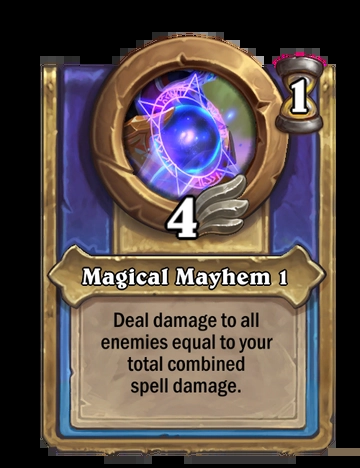 1
4
Magical Mayhem 1
Deal damage to all
enemies equal to your
total combined
spell damage.